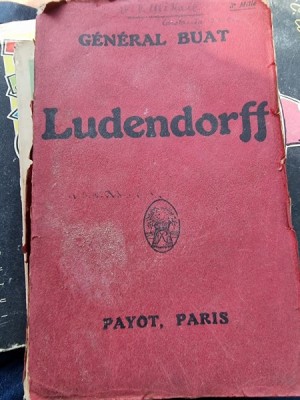 GÉNÉRAL BUAT
Ludendorff
PAYOT, PARIS